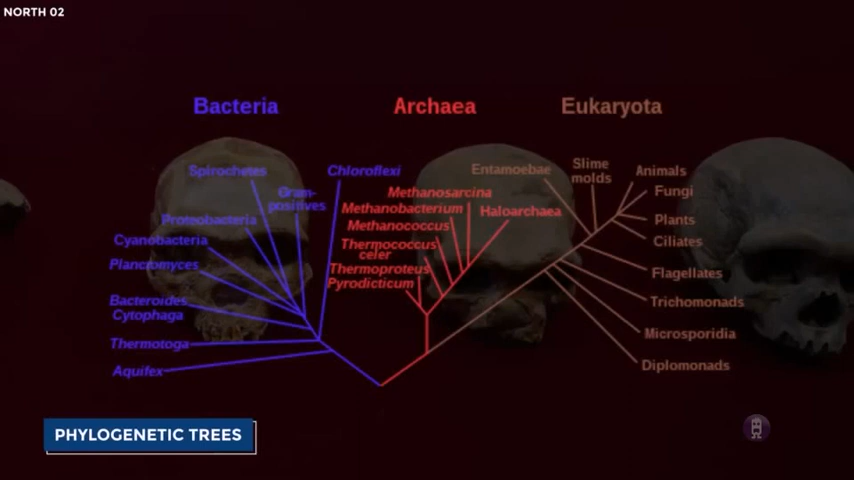 NORTH 02
Bacteria
Archaea
Eukaryota
Spirochetes
Chloroflexi
Entamoebae
Slime
molds
Animals
Gram-
positives
Methanosarcina
Fungi
Methanobacterium
Haloarchaea
Proteobacteria
Methanococcus
Plants
Cyanobacteria
Thermococcus
celer
Ciliates
Plancromyces
Thermoproteus
Flagellates
Pyrodicticum
Bacteroides
Cytophaga
Trichomonads
Thermotoga
Microsporidia
Aquifex
Diplomonads
PHYLOGENETIC TREES